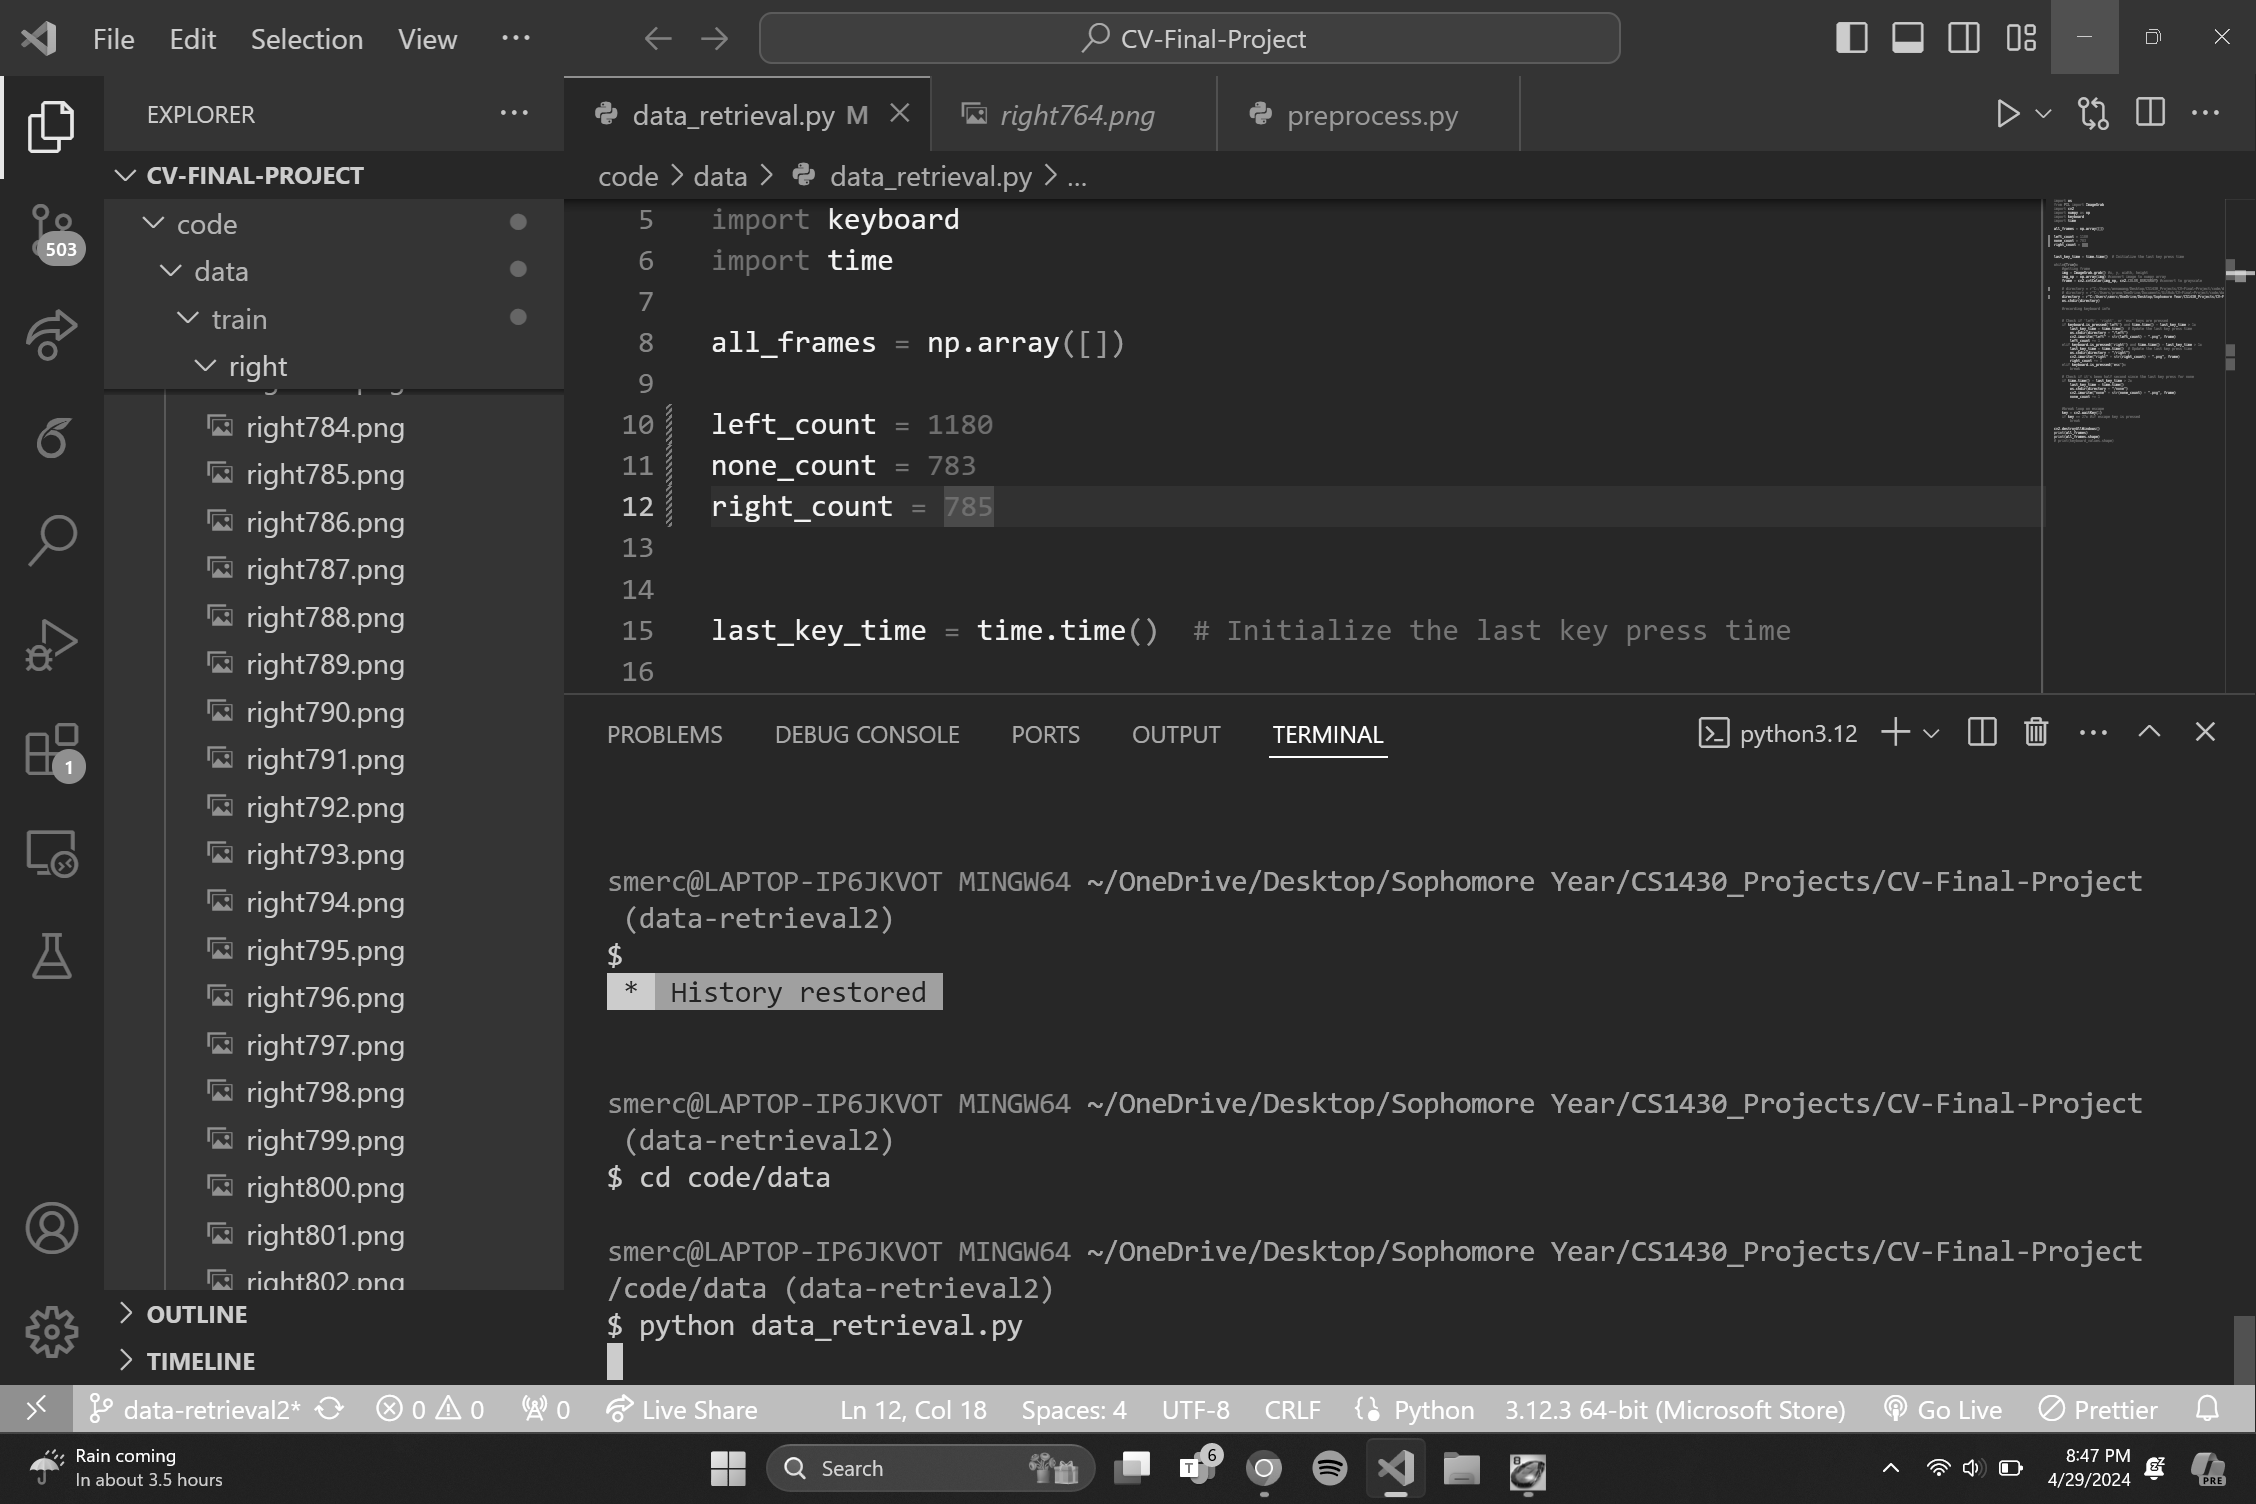 File Edit Selection View ...
CV-Final-Project
EXPLORER
data_retrieval.py M
right764.png
preprocess.py
CV-FINAL-PROJECT
code > data > data_retrieval.py > ...
code
data
train
right
right784.png
right785.png
right786.png
right787.png
right788.png
right789.png
right790.png
right791.png
right792.png
right793.png
right794.png
right795.png
right796.png
right797.png
right798.png
right799.png
right800.png
right801.png
right802.png
OUTLINE
TIMELINE
503
1
5 import keyboard
6 import time
7
8 all_frames = np.array([])
9
10 left_count = 1180
11 none_count = 783
12 right_count = 785
13
14
15 last_key_time = time.time() # Initialize the last key press time
16
PROBLEMS DEBUG CONSOLE PORTS OUTPUT TERMINAL
python3.12
smerc@LAPTOP-IP6JKVOT MINGW64 ~/OneDrive/Desktop/Sophomore Year/CS1430_Projects/CV-Final-Project
(data-retrieval2)
$
* History restored
smerc@LAPTOP-IP6JKVOT MINGW64 ~/OneDrive/Desktop/Sophomore Year/CS1430_Projects/CV-Final-Project
(data-retrieval2)
$ cd code/data
smerc@LAPTOP-IP6JKVOT MINGW64 ~/OneDrive/Desktop/Sophomore Year/CS1430_Projects/CV-Final-Project
/code/data (data-retrieval2)
$ python data_retrieval.py
data-retrieval2* 0 0 0 Live Share Ln 12, Col 18 Spaces: 4 UTF-8 CRLF Python 3.12.3 64-bit (Microsoft Store) Go Live Prettier
Rain coming
In about 3.5 hours
Search
6
8:47 PM
4/29/2024
PRE